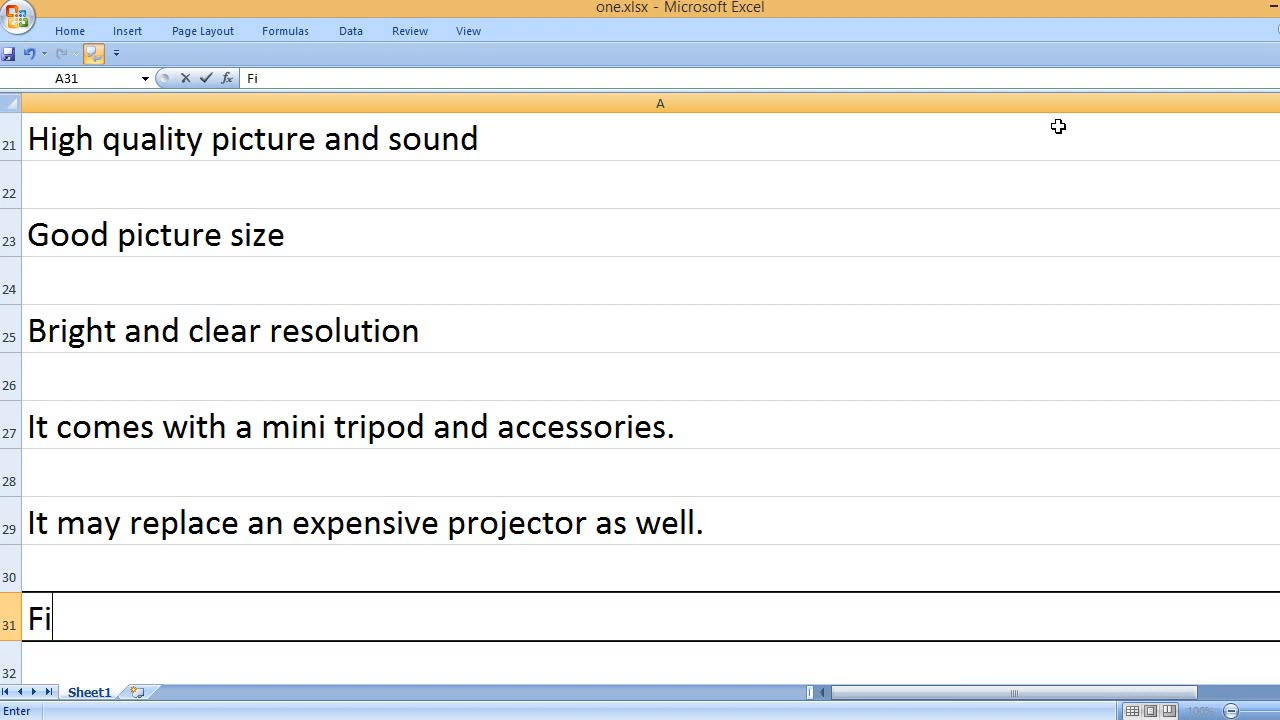 one.xlsx - Microsoft Excel
Home Insert Page Layout Formulas Data Review View
A31 fx Fi
A
21 High quality picture and sound
22
23 Good picture size
24
25 Bright and clear resolution
26
27 It comes with a mini tripod and accessories.
28
29 It may replace an expensive projector as well.
30
31 Fi
32
Sheet1
Enter 100%